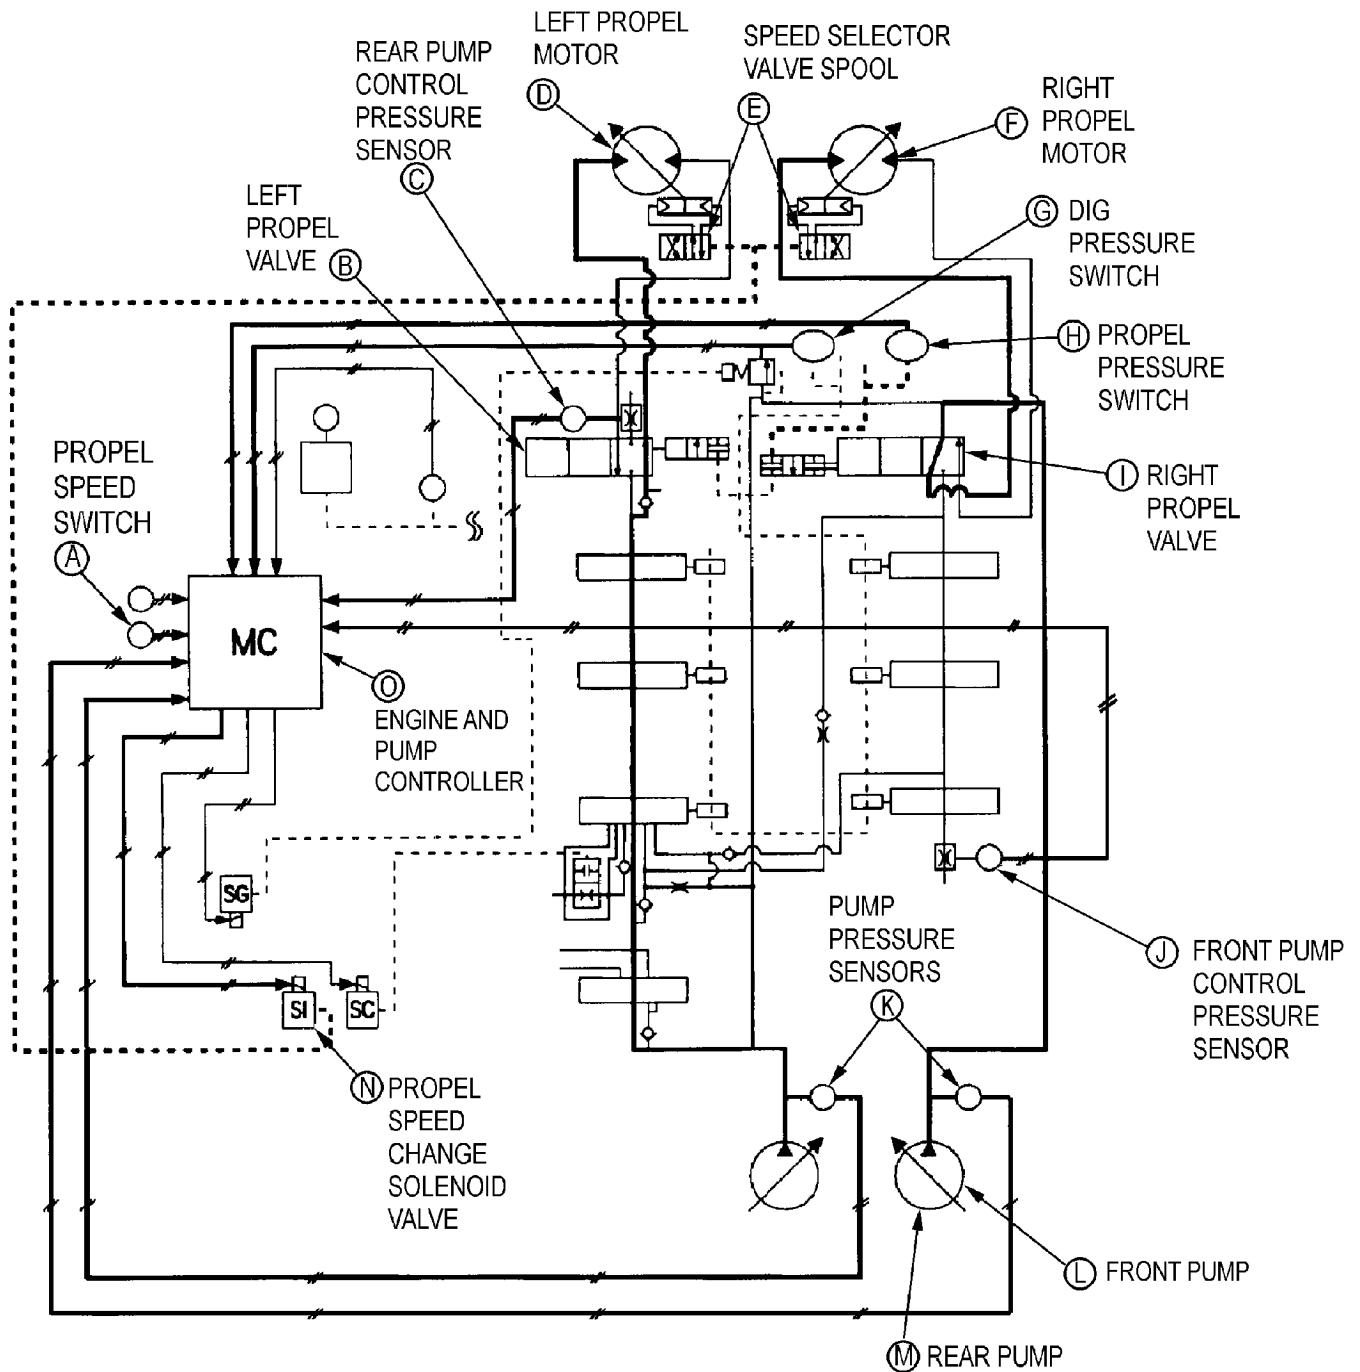 LEFT PROPEL
MOTOR
D
SPEED SELECTOR
VALVE SPOOL
E
REAR PUMP
CONTROL
PRESSURE
SENSOR
C
RIGHT
PROPEL
MOTOR
F
LEFT
PROPEL
VALVE B
G DIG
PRESSURE
SWITCH
H PROPEL
PRESSURE
SWITCH
PROPEL
SPEED
SWITCH
A
I RIGHT
PROPEL
VALVE
MC
O
ENGINE AND
PUMP
CONTROLLER
SG
SI
SC
PUMP
PRESSURE
SENSORS
K
J FRONT PUMP
CONTROL
PRESSURE
SENSOR
N PROPEL
SPEED
CHANGE
SOLENOID
VALVE
L FRONT PUMP
M REAR PUMP